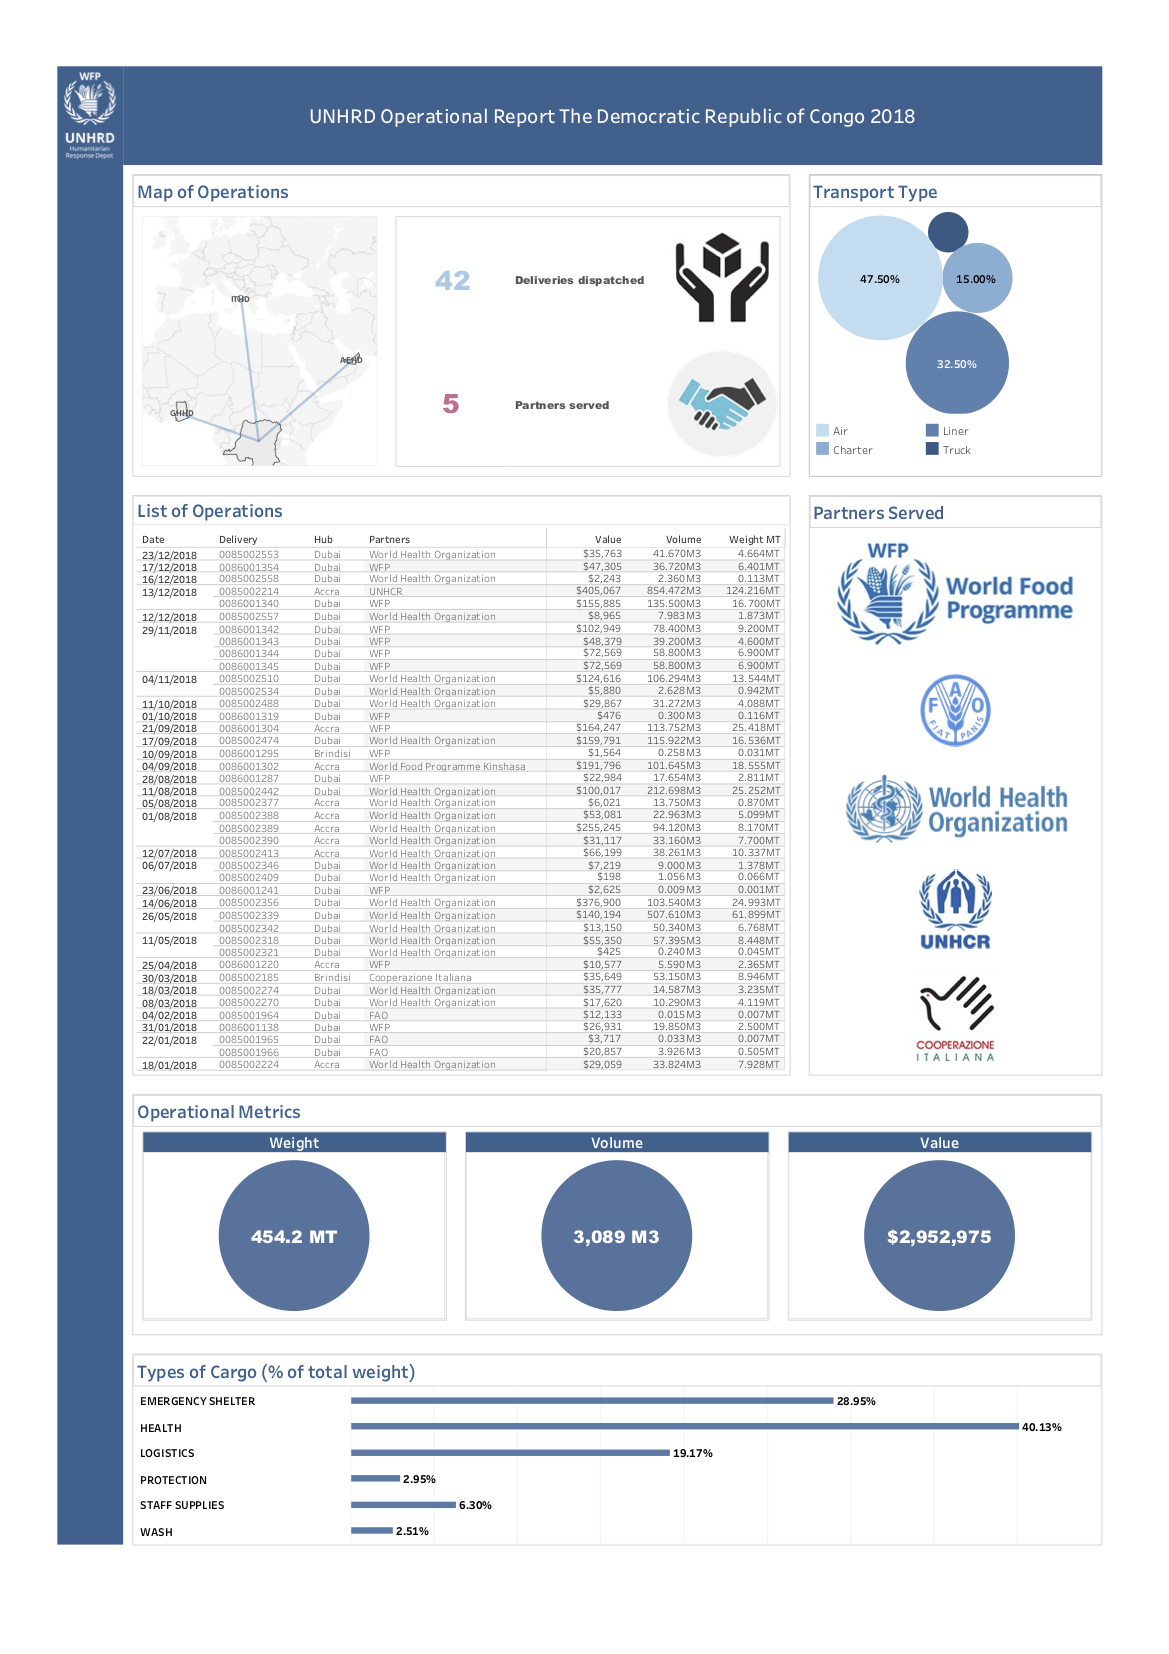 WFP
UNHRD
Humanitarian
Response Depot
UNHRD Operational Report The Democratic Republic of Congo 2018
Map of Operations
ITHD
AEHD
GHHD
42 Deliveries dispatched
5 Partners served
Transport Type
47.50%
15.00%
32.50%
Air Liner
Charter Truck
List of Operations
Date Delivery Hub Partners Value Volume Weight MT
23/12/2018 0085002553 Dubai World Health Organization $35,763 41.670M3 4.664MT
17/12/2018 0086001354 Dubai WFP $47,305 36.720M3 6.401MT
16/12/2018 0085002558 Dubai World Health Organization $2,243 2.360M3 0.113MT
13/12/2018 0085002214 Accra UNHCR $405,067 854.472M3 124.216MT
0086001340 Dubai WFP $155,885 135.500M3 16.700MT
12/12/2018 0085002557 Dubai World Health Organization $8,965 7.983M3 1.873MT
29/11/2018 0086001342 Dubai WFP $102,949 78.400M3 9.200MT
0086001343 Dubai WFP $48,379 39.200M3 4.600MT
0086001344 Dubai WFP $72,569 58.800M3 6.900MT
0086001345 Dubai WFP $72,569 58.800M3 6.900MT
04/11/2018 0085002510 Dubai World Health Organization $124,616 106.294M3 13.544MT
0085002534 Dubai World Health Organization $5,880 2.628M3 0.942MT
11/10/2018 0085002488 Dubai World Health Organization $29,867 31.272M3 4.088MT
01/10/2018 0086001319 Dubai WFP $476 0.300M3 0.116MT
21/09/2018 0086001304 Accra WFP $164,247 113.752M3 25.418MT
17/09/2018 0085002474 Dubai World Health Organization $159,791 115.922M3 16.536MT
10/09/2018 0086001295 Brindisi WFP $1,564 0.258M3 0.031MT
04/09/2018 0086001302 Accra World Food Programme Kinshasa $191,796 101.645M3 18.555MT
28/08/2018 0086001287 Dubai WFP $22,984 17.654M3 2.811MT
11/08/2018 0085002442 Dubai World Health Organization $100,017 212.698M3 25.252MT
05/08/2018 0085002377 Accra World Health Organization $6,021 13.750M3 0.870MT
01/08/2018 0085002388 Accra World Health Organization $53,081 22.963M3 5.099MT
0085002389 Accra World Health Organization $255,245 94.120M3 8.170MT
0085002390 Accra World Health Organization $31,117 33.160M3 7.700MT
12/07/2018 0085002413 Accra World Health Organization $66,199 38.261M3 10.337MT
06/07/2018 0085002346 Dubai World Health Organization $7,219 9.000M3 1.378MT
0085002409 Dubai World Health Organization $198 1.056M3 0.066MT
23/06/2018 0086001241 Dubai WFP $2,625 0.009M3 0.001MT
14/06/2018 0085002356 Dubai World Health Organization $376,900 103.540M3 24.993MT
26/05/2018 0085002339 Dubai World Health Organization $140,194 507.610M3 61.899MT
0085002342 Dubai World Health Organization $13,150 50.340M3 6.768MT
11/05/2018 0085002318 Dubai World Health Organization $55,350 57.395M3 8.448MT
0085002321 Dubai World Health Organization $425 0.240M3 0.045MT
25/04/2018 0086001220 Accra WFP $10,577 5.590M3 2.365MT
30/03/2018 0085002185 Brindisi Cooperazione Italiana $35,649 53.150M3 8.946MT
18/03/2018 0085002274 Dubai World Health Organization $35,777 14.587M3 3.235MT
08/03/2018 0085002270 Dubai World Health Organization $17,620 10.290M3 4.119MT
04/02/2018 0085001964 Dubai FAO $12,133 0.015M3 0.007MT
31/01/2018 0086001138 Dubai WFP $26,931 19.850M3 2.500MT
22/01/2018 0085001965 Dubai FAO $3,717 0.033M3 0.007MT
0085001966 Dubai FAO $20,857 3.926M3 0.505MT
18/01/2018 0085002224 Accra World Health Organization $29,059 33.824M3 7.928MT
Partners Served
WFP
World Food
Programme
F A O
FIAT PANIS
World Health
Organization
UNHCR
COOPERAZIONE
ITALIANA
Operational Metrics
Weight Volume Value
454.2 MT 3,089 M3 $2,952,975
Types of Cargo (% of total weight)
EMERGENCY SHELTER 28.95%
HEALTH 40.13%
LOGISTICS 19.17%
PROTECTION 2.95%
STAFF SUPPLIES 6.30%
WASH 2.51%